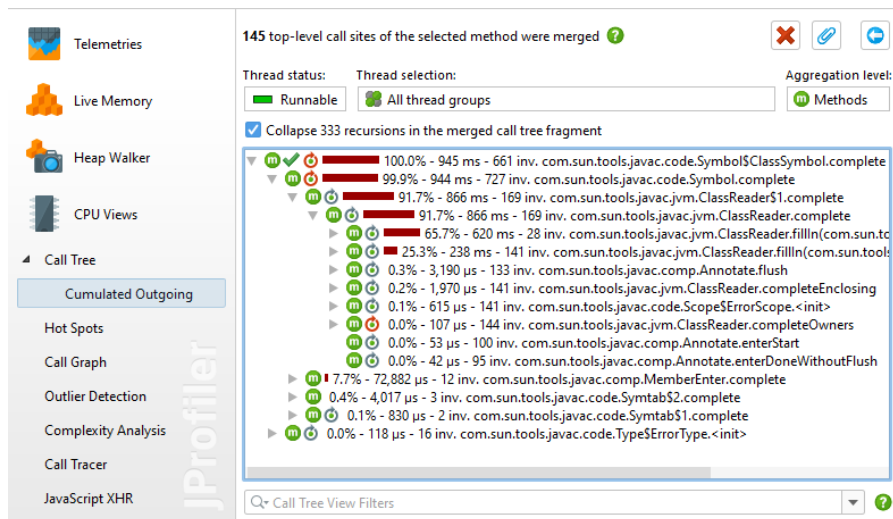 Telemetries
Live Memory
Heap Walker
CPU Views
Call Tree
Cumulated Outgoing
Hot Spots
Call Graph
Outlier Detection
Complexity Analysis
Call Tracer
JavaScript XHR
JProfiler
145 top-level call sites of the selected method were merged ?
Thread status: Thread selection: Aggregation level:
Runnable All thread groups m Methods
Collapse 333 recursions in the merged call tree fragment
m 100.0% - 945 ms - 661 inv. com.sun.tools.javac.code.Symbol$ClassSymbol.complete
m 99.9% - 944 ms - 727 inv. com.sun.tools.javac.code.Symbol.complete
m 91.7% - 866 ms - 169 inv. com.sun.tools.javac.jvm.ClassReader$1.complete
m 91.7% - 866 ms - 169 inv. com.sun.tools.javac.jvm.ClassReader.complete
m 65.7% - 620 ms - 28 inv. com.sun.tools.javac.jvm.ClassReader.fillIn(com.sun.to
m 25.3% - 238 ms - 141 inv. com.sun.tools.javac.jvm.ClassReader.fillIn(com.sun.tools
m 0.3% - 3,190 µs - 133 inv. com.sun.tools.javac.comp.Annotate.flush
m 0.2% - 1,970 µs - 141 inv. com.sun.tools.javac.jvm.ClassReader.completeEnclosing
m 0.1% - 615 µs - 141 inv. com.sun.tools.javac.code.Scope$ErrorScope.<init>
m 0.0% - 107 µs - 144 inv. com.sun.tools.javac.jvm.ClassReader.completeOwners
m 0.0% - 53 µs - 100 inv. com.sun.tools.javac.comp.Annotate.enterStart
m 0.0% - 42 µs - 95 inv. com.sun.tools.javac.comp.Annotate.enterDoneWithoutFlush
m 7.7% - 72,882 µs - 12 inv. com.sun.tools.javac.comp.MemberEnter.complete
m 0.4% - 4,017 µs - 3 inv. com.sun.tools.javac.code.Symtab$2.complete
m 0.1% - 830 µs - 2 inv. com.sun.tools.javac.code.Symtab$1.complete
m 0.0% - 118 µs - 16 inv. com.sun.tools.javac.code.Type$ErrorType.<init>
Call Tree View Filters ?